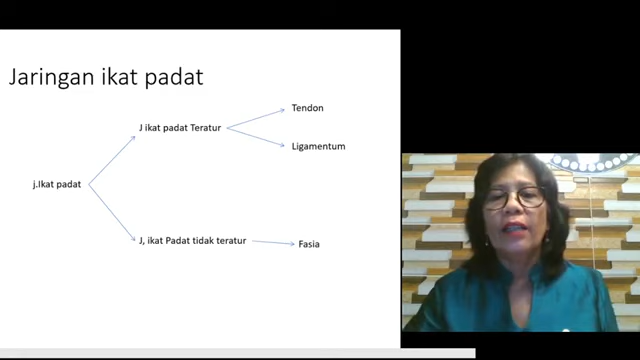 Jaringan ikat padat
Tendon
J ikat padat Teratur
Ligamentum
j.Ikat padat
J, ikat Padat tidak teratur
Fasia